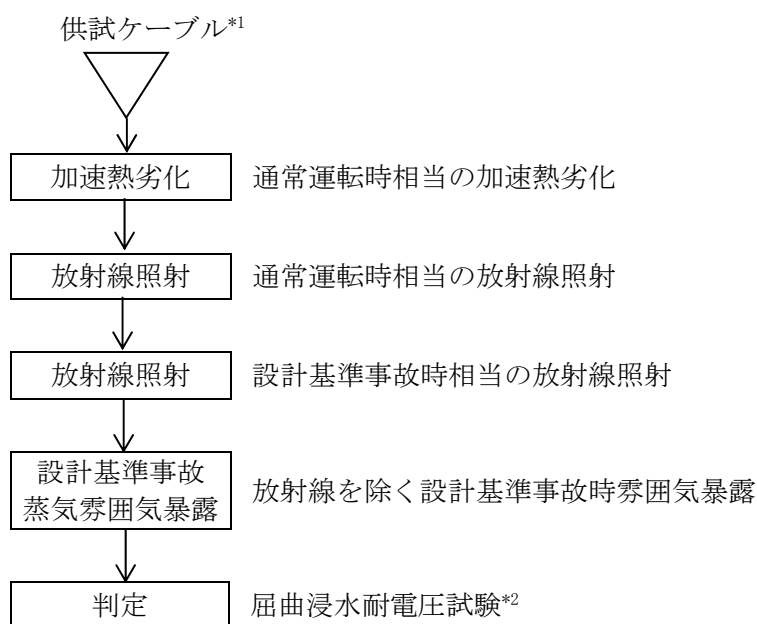 供試ケーブル*1
加速熱劣化 通常運転時相当の加速熱劣化
放射線照射 通常運転時相当の放射線照射
放射線照射 設計基準事故時相当の放射線照射
設計基準事故
蒸気雰囲気暴露
放射線を除く設計基準事故時雰囲気暴露
判定 屈曲浸水耐電圧試験*2